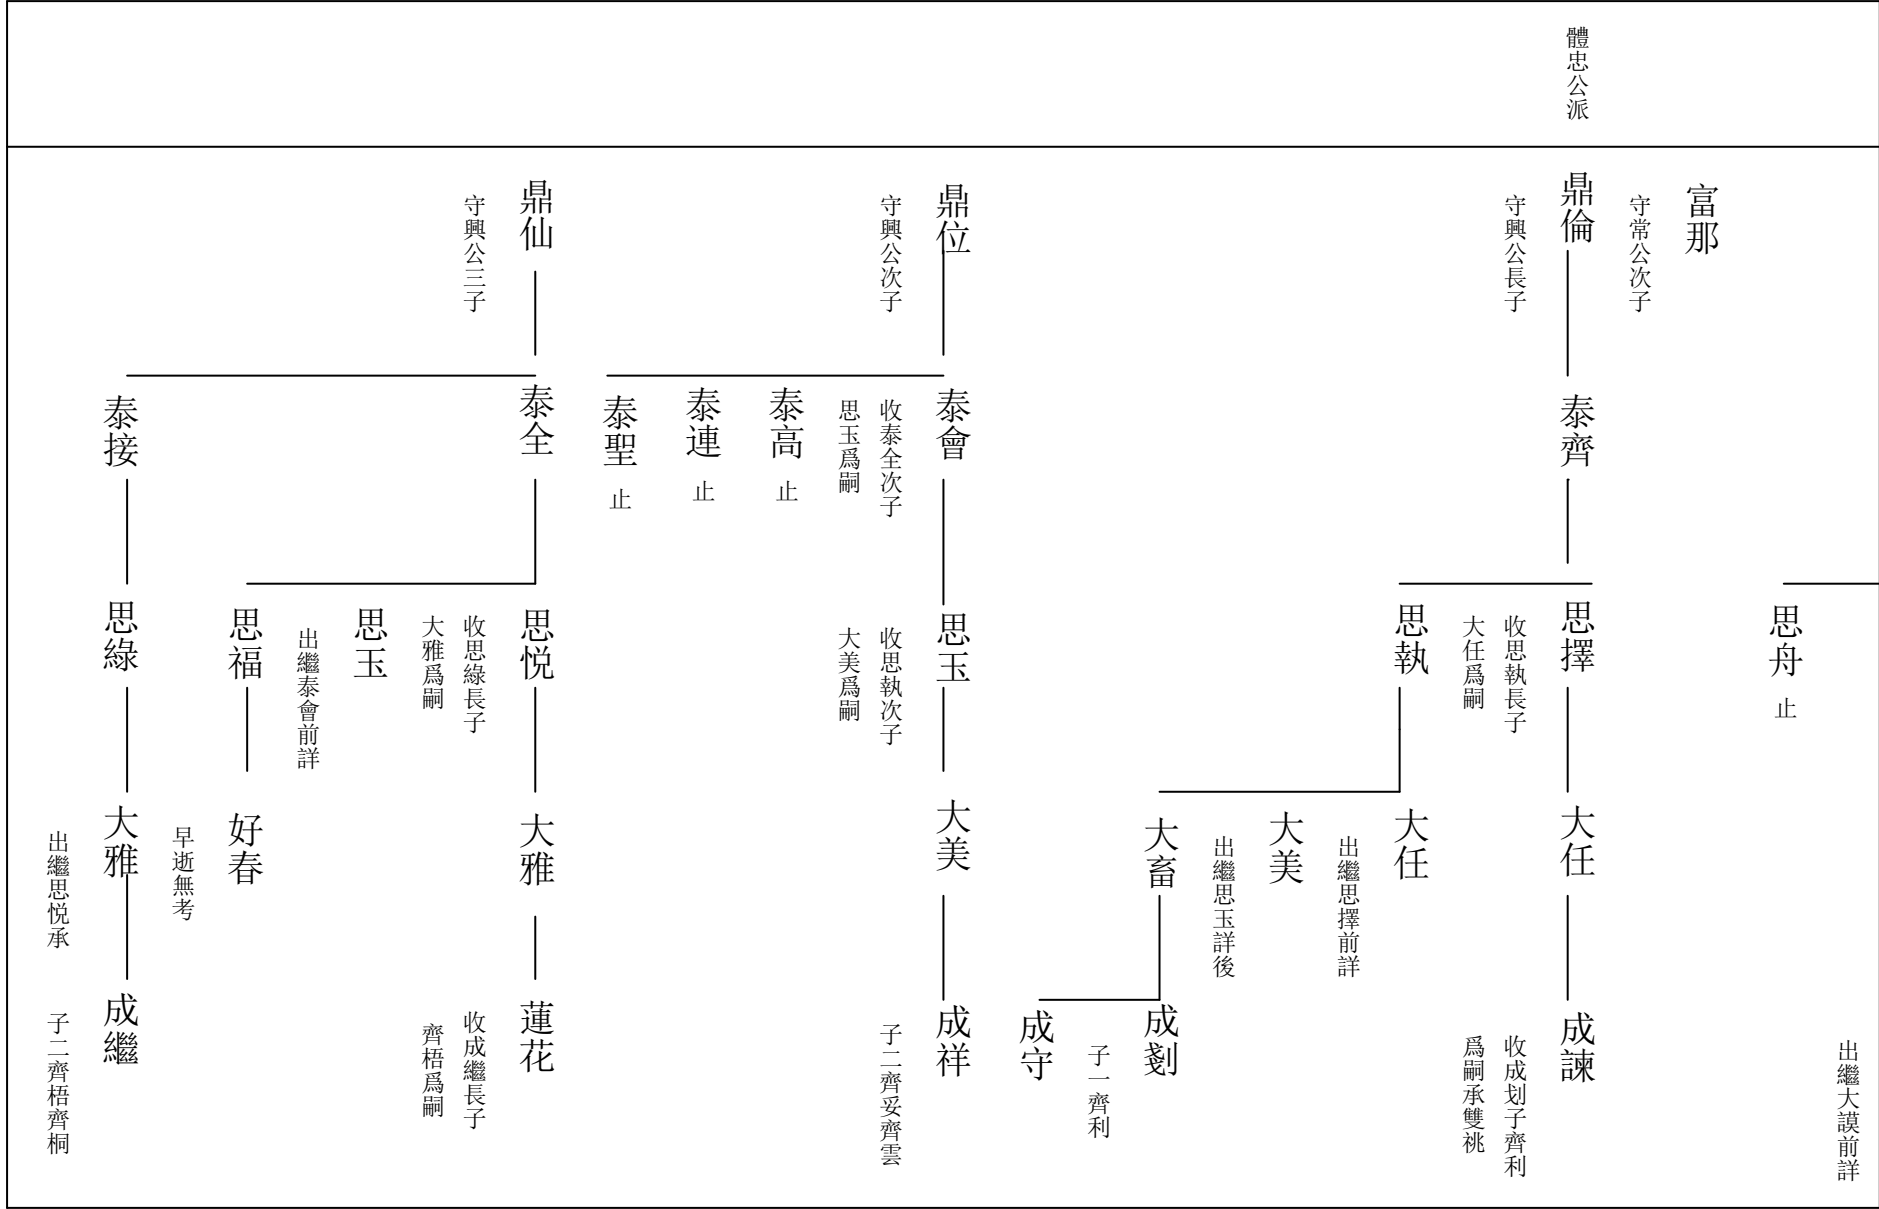 體忠公派
富那
守常公次子
鼎倫
守興公長子
鼎位
守興公次子
鼎仙
守興公三子
泰齊
泰會
收泰全次子
思玉爲嗣
泰高 止
泰連 止
泰聖 止
泰全
泰接
思舟 止
思擇
收思執長子
大任爲嗣
思執
思玉
收思執次子
大美爲嗣
思悦
收思綠長子
大雅爲嗣
思玉
出繼泰會前詳
思福
思綠
大任
大任
出繼思擇前詳
大美
出繼思玉詳後
大畜
大美
大雅
好春
早逝無考
大雅
出繼思悦承
出繼大謨前詳
成諫
收成划子齊利
爲嗣承雙祧
成剗
子一齊利
成守
成祥
子二齊妥齊雲
蓮花
收成繼長子
齊梧爲嗣
成繼
子二齊梧齊桐